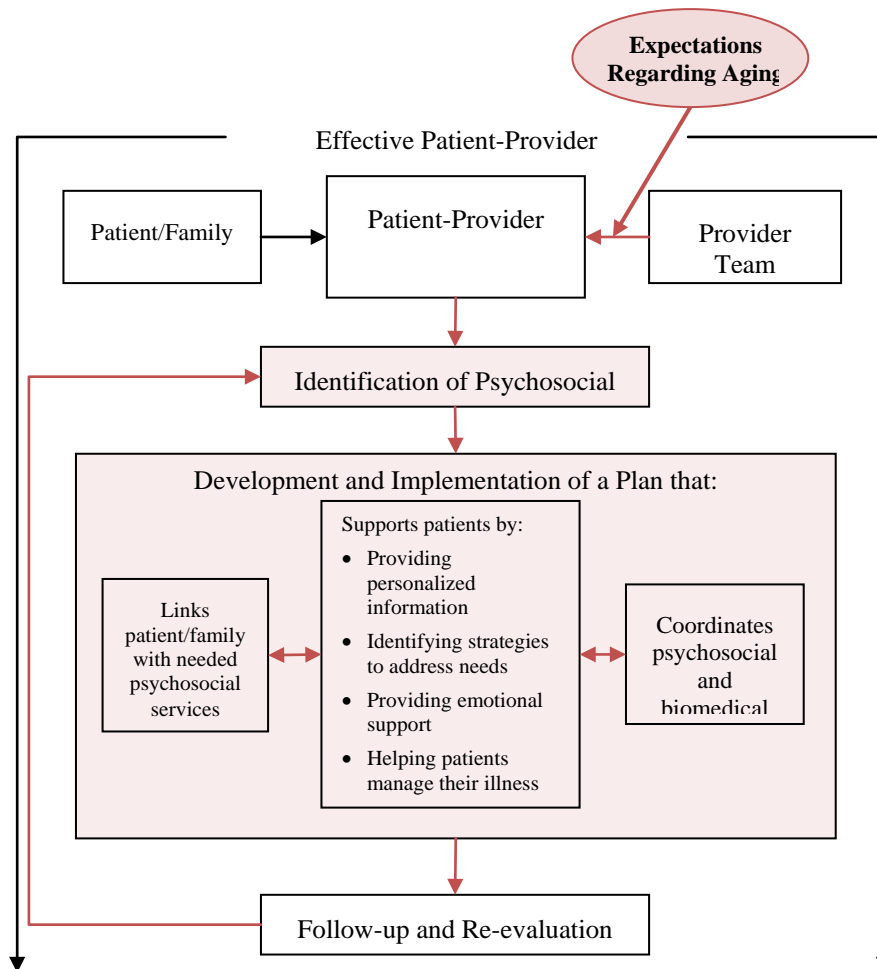 Expectations
Regarding Aging
Effective Patient-Provider
Patient/Family
Patient-Provider
Provider
Team
Identification of Psychosocial
Development and Implementation of a Plan that:
Links
patient/family
with needed
psychosocial
services
Supports patients by:
• Providing
personalized
information
• Identifying strategies
to address needs
• Providing emotional
support
• Helping patients
manage their illness
Coordinates
psychosocial
and
biomedical
Follow-up and Re-evaluation